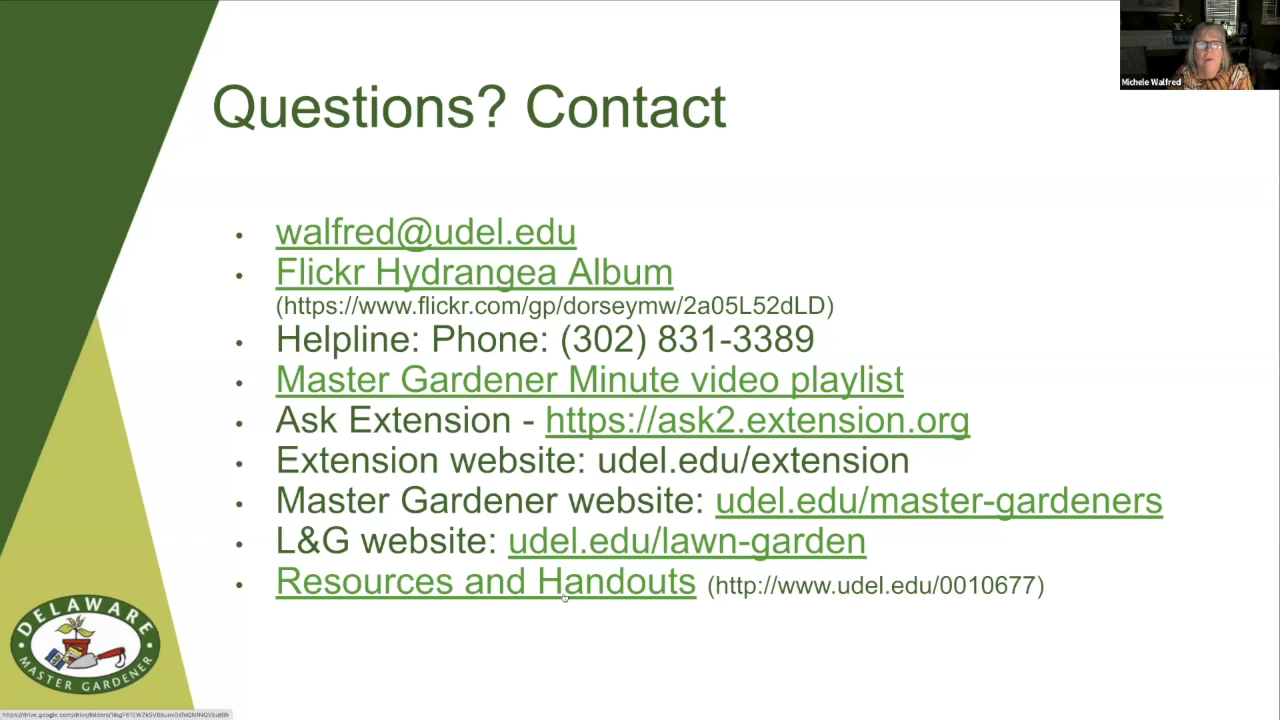 Michele Walfred
Questions? Contact
• walfred@udel.edu
• Flickr Hydrangea Album
(https://www.flickr.com/gp/dorseymw/2a05L52dLD)
• Helpline: Phone: (302) 831-3389
• Master Gardener Minute video playlist
• Ask Extension - https://ask2.extension.org
• Extension website: udel.edu/extension
• Master Gardener website: udel.edu/master-gardeners
• L&G website: udel.edu/lawn-garden
• Resources and Handouts (http://www.udel.edu/0010677)
DELAWARE
MASTER GARDENER